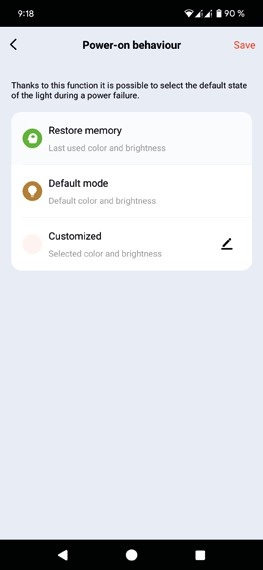 9:18
90 %
Power-on behaviour
Save
Thanks to this function it is possible to select the default state
of the light during a power failure.
Restore memory
Last used color and brightness
Default mode
Default color and brightness
Customized
Selected color and brightness